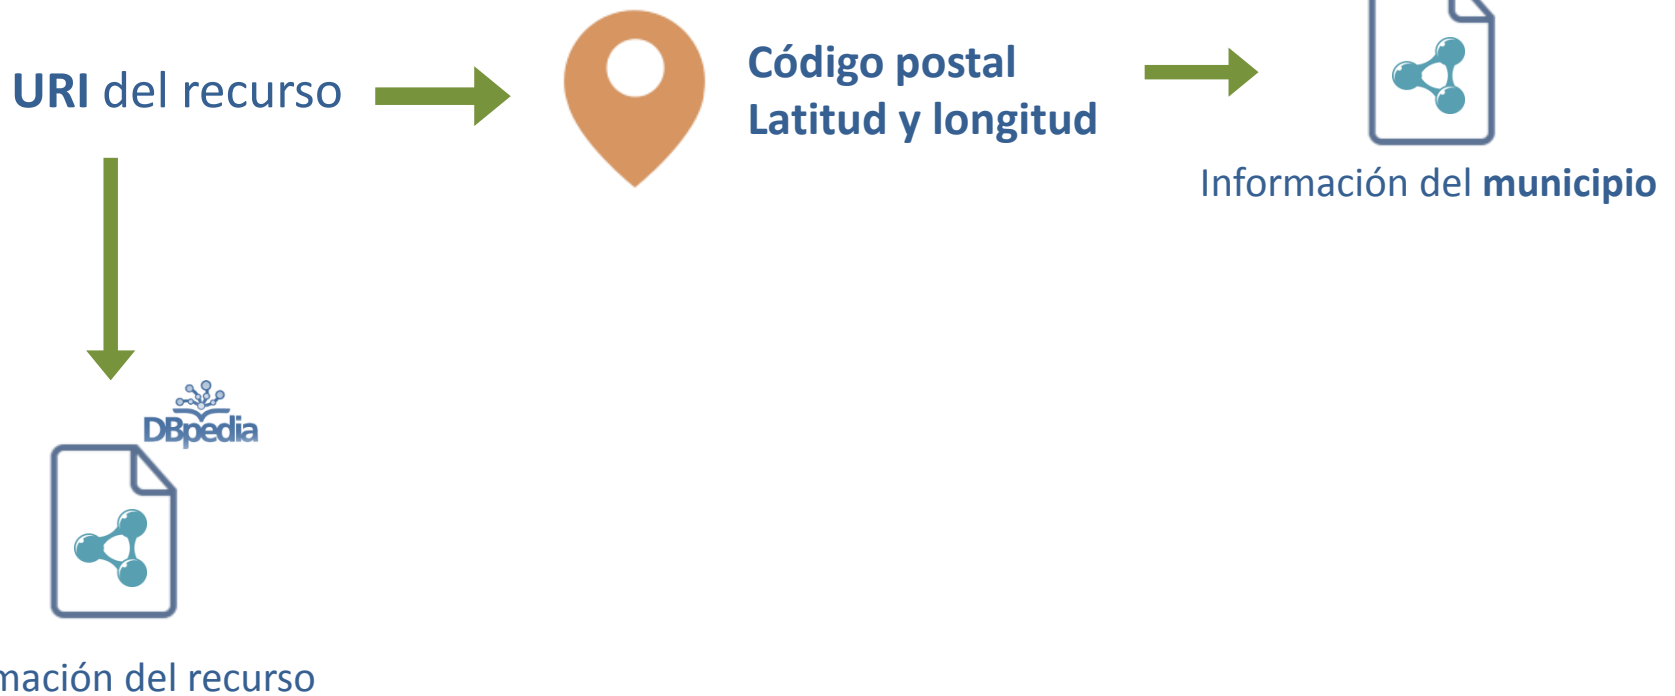 URI del recurso
Código postal
Latitud y longitud
Información del municipio
DBpedia
mación del recurso